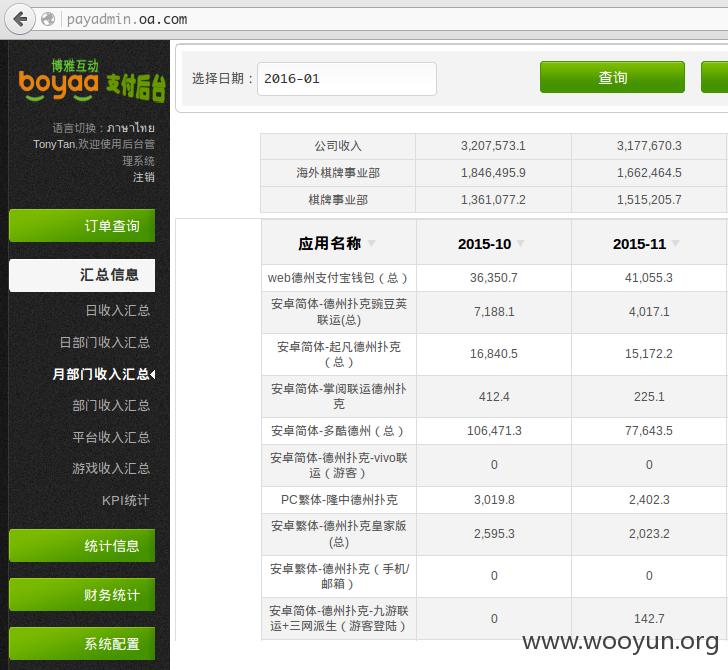 payadmin.oa.com
博雅互动
boyaa 支付后台
语言切换：ภาษาไทย
TonyTan,欢迎使用后台管
理系统
注销
订单查询
汇总信息
日收入汇总
日部门收入汇总
月部门收入汇总
部门收入汇总
平台收入汇总
游戏收入汇总
KPI统计
统计信息
财务统计
系统配置
选择日期： 2016-01 查询
公司收入 3,207,573.1 3,177,670.3
海外棋牌事业部 1,846,495.9 1,662,464.5
棋牌事业部 1,361,077.2 1,515,205.7
应用名称 2015-10 2015-11
web德州支付宝钱包（总） 36,350.7 41,055.3
安卓简体-德州扑克豌豆荚
联运(总) 7,188.1 4,017.1
安卓简体-起凡德州扑克
（总） 16,840.5 15,172.2
安卓简体-掌阅联运德州扑
克 412.4 225.1
安卓简体-多酷德州（总） 106,471.3 77,643.5
安卓简体-德州扑克-vivo联
运（游客） 0 0
PC繁体-隆中德州扑克 3,019.8 2,402.3
安卓繁体-德州扑克皇家版
(总) 2,595.3 2,023.2
安卓繁体-德州扑克（手机/
邮箱） 0 0
安卓简体-德州扑克-九游联
运+三网派生（游客登陆） 0 142.7
www.wooyun.org